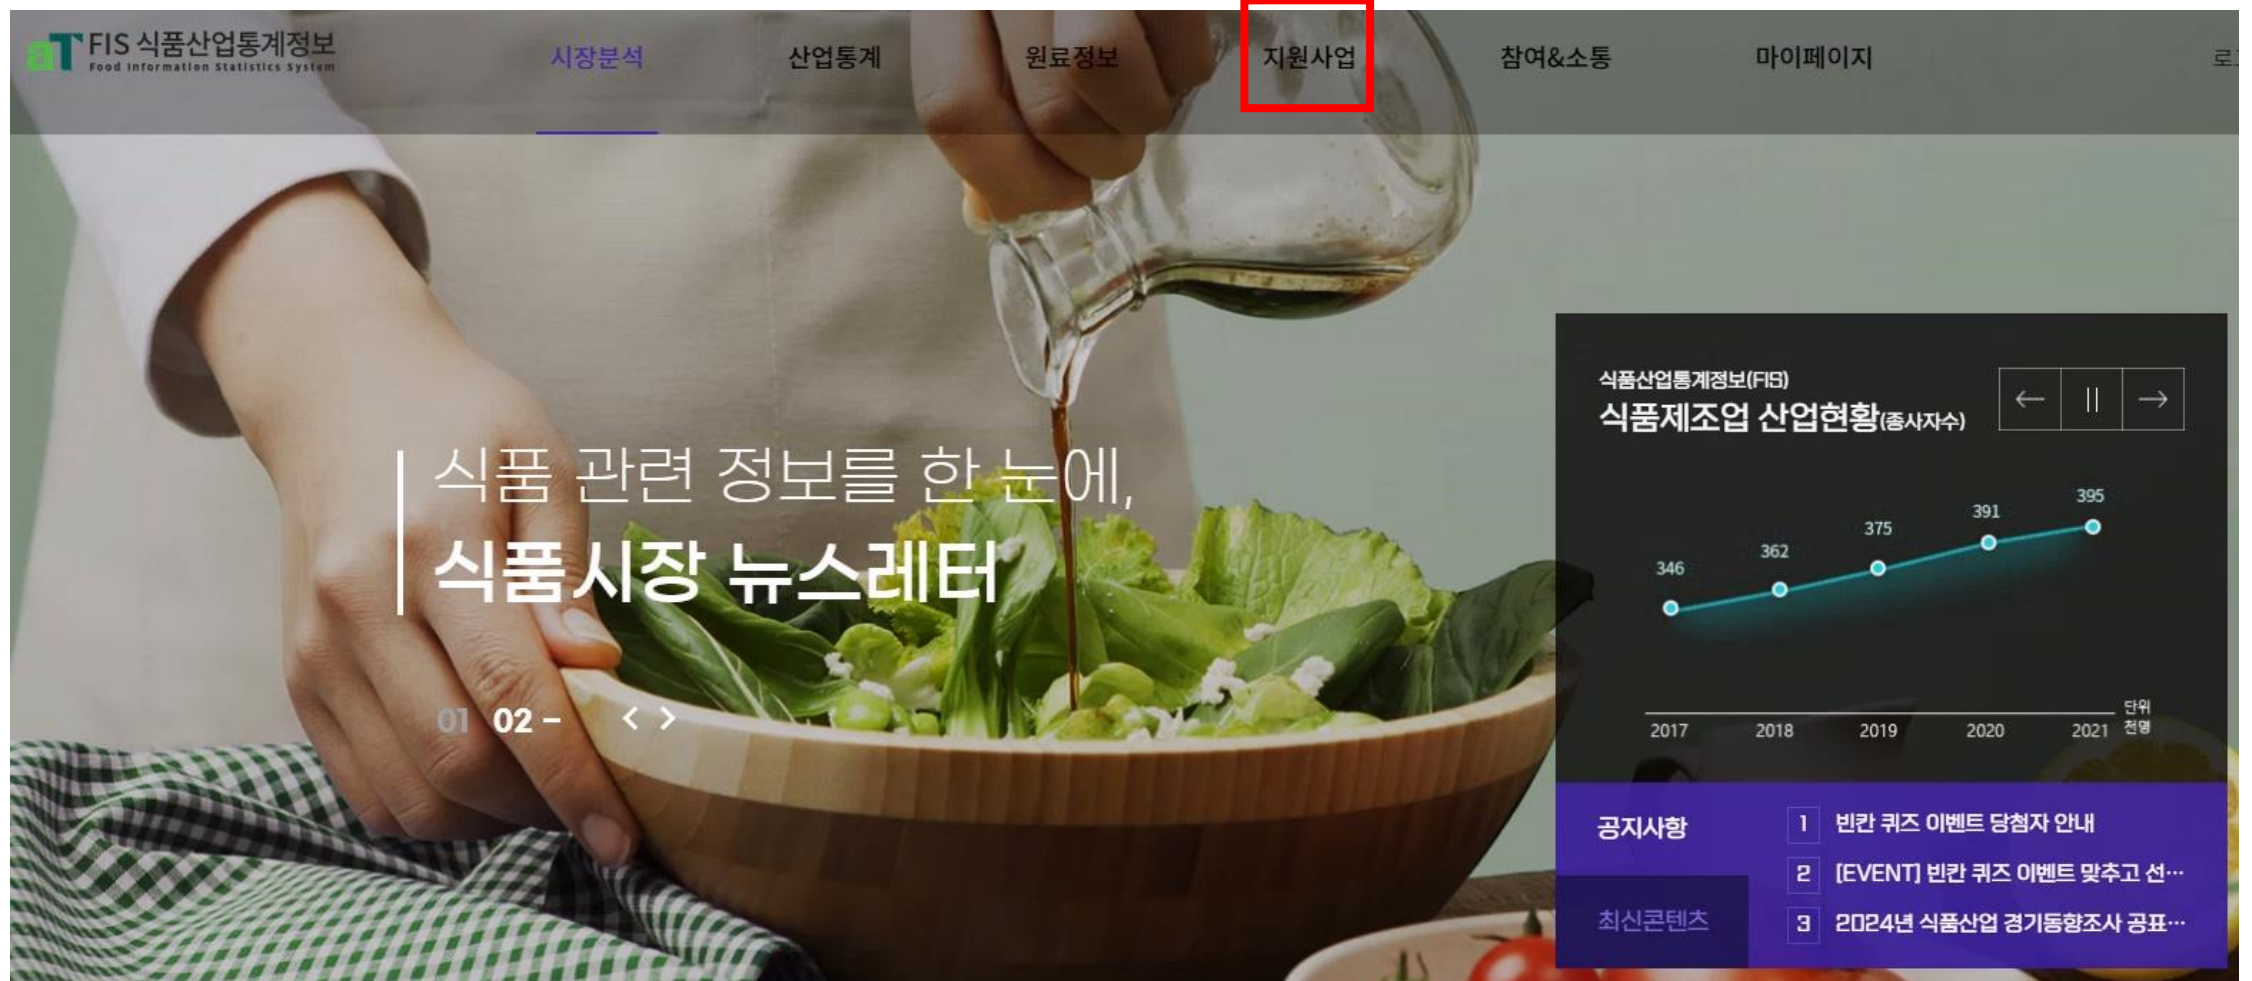 aT FIS 식품산업통계정보
Food Information Statistics System
시장분석
산업통계
원료정보
지원사업
참여&소통
마이페이지
식품 관련 정보를 한 눈에,
식품시장 뉴스레터
01 02 –
식품산업통계정보(FIS)
식품제조업 산업현황(종사자수)
346
362
375
391
395
2017
2018
2019
2020
2021
단위
천명
공지사항
1 빈칸 퀴즈 이벤트 당첨자 안내
2 [EVENT] 빈칸 퀴즈 이벤트 맞추고 선…
3 2024년 식품산업 경기동향조사 공표…
최신콘텐츠